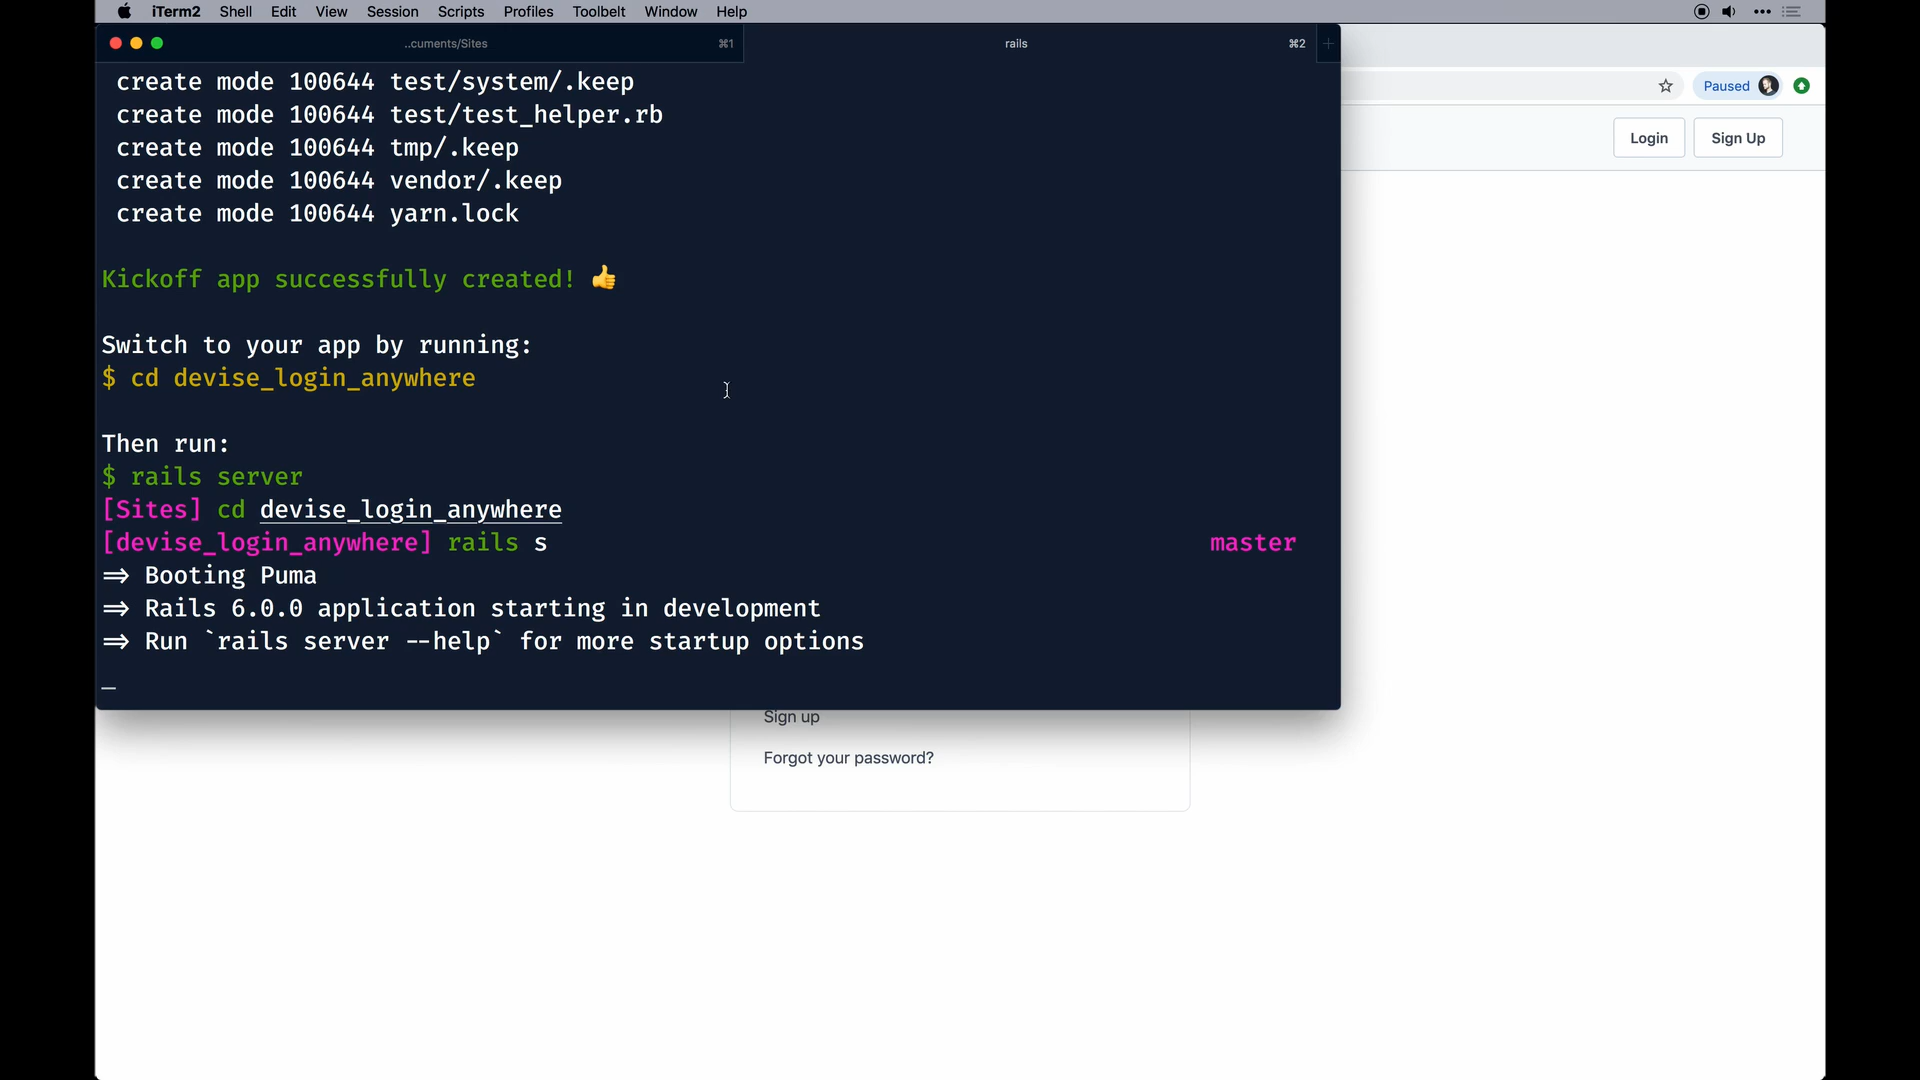 iTerm2 Shell Edit View Session Scripts Profiles Toolbelt Window Help
..cuments/Sites ⌘1 rails ⌘2 +
create mode 100644 test/system/.keep
create mode 100644 test/test_helper.rb
create mode 100644 tmp/.keep
create mode 100644 vendor/.keep
create mode 100644 yarn.lock
Kickoff app successfully created! 👍
Switch to your app by running:
$ cd devise_login_anywhere
Then run:
$ rails server
[Sites] cd devise_login_anywhere
[devise_login_anywhere] rails s master
=> Booting Puma
=> Rails 6.0.0 application starting in development
=> Run `rails server --help` for more startup options
Paused
Login Sign Up
Sign up
Forgot your password?